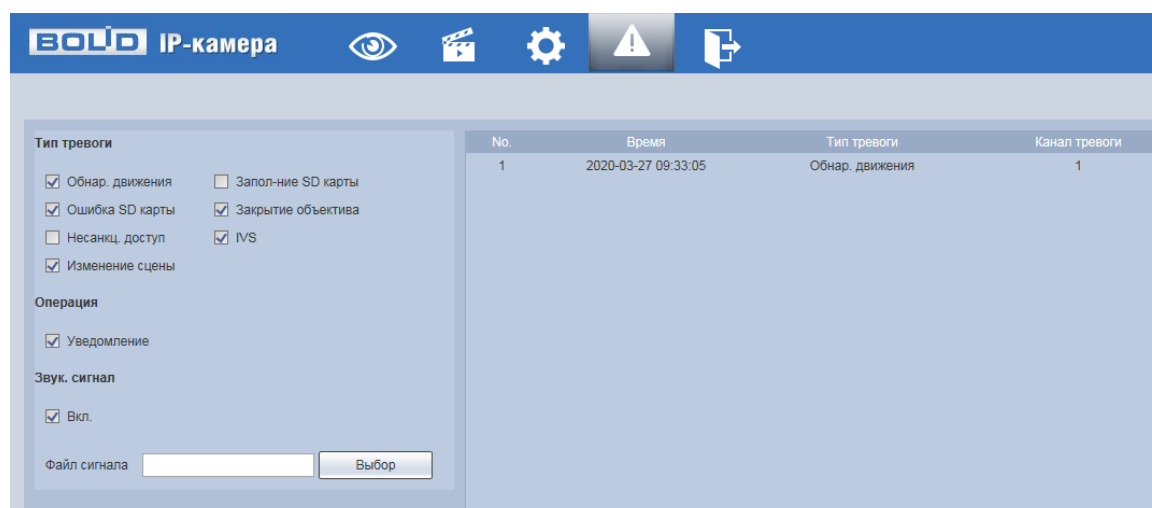 BOLID IP-камера
Тип тревоги
Обнар. движения Запол-ние SD карты
Ошибка SD карты Закрытие объектива
Несанкц. доступ IVS
Изменение сцены
Операция
Уведомление
Звук. сигнал
Вкл.
Файл сигнала Выбор
No. Время Тип тревоги Канал тревоги
1 2020-03-27 09:33:05 Обнар. движения 1